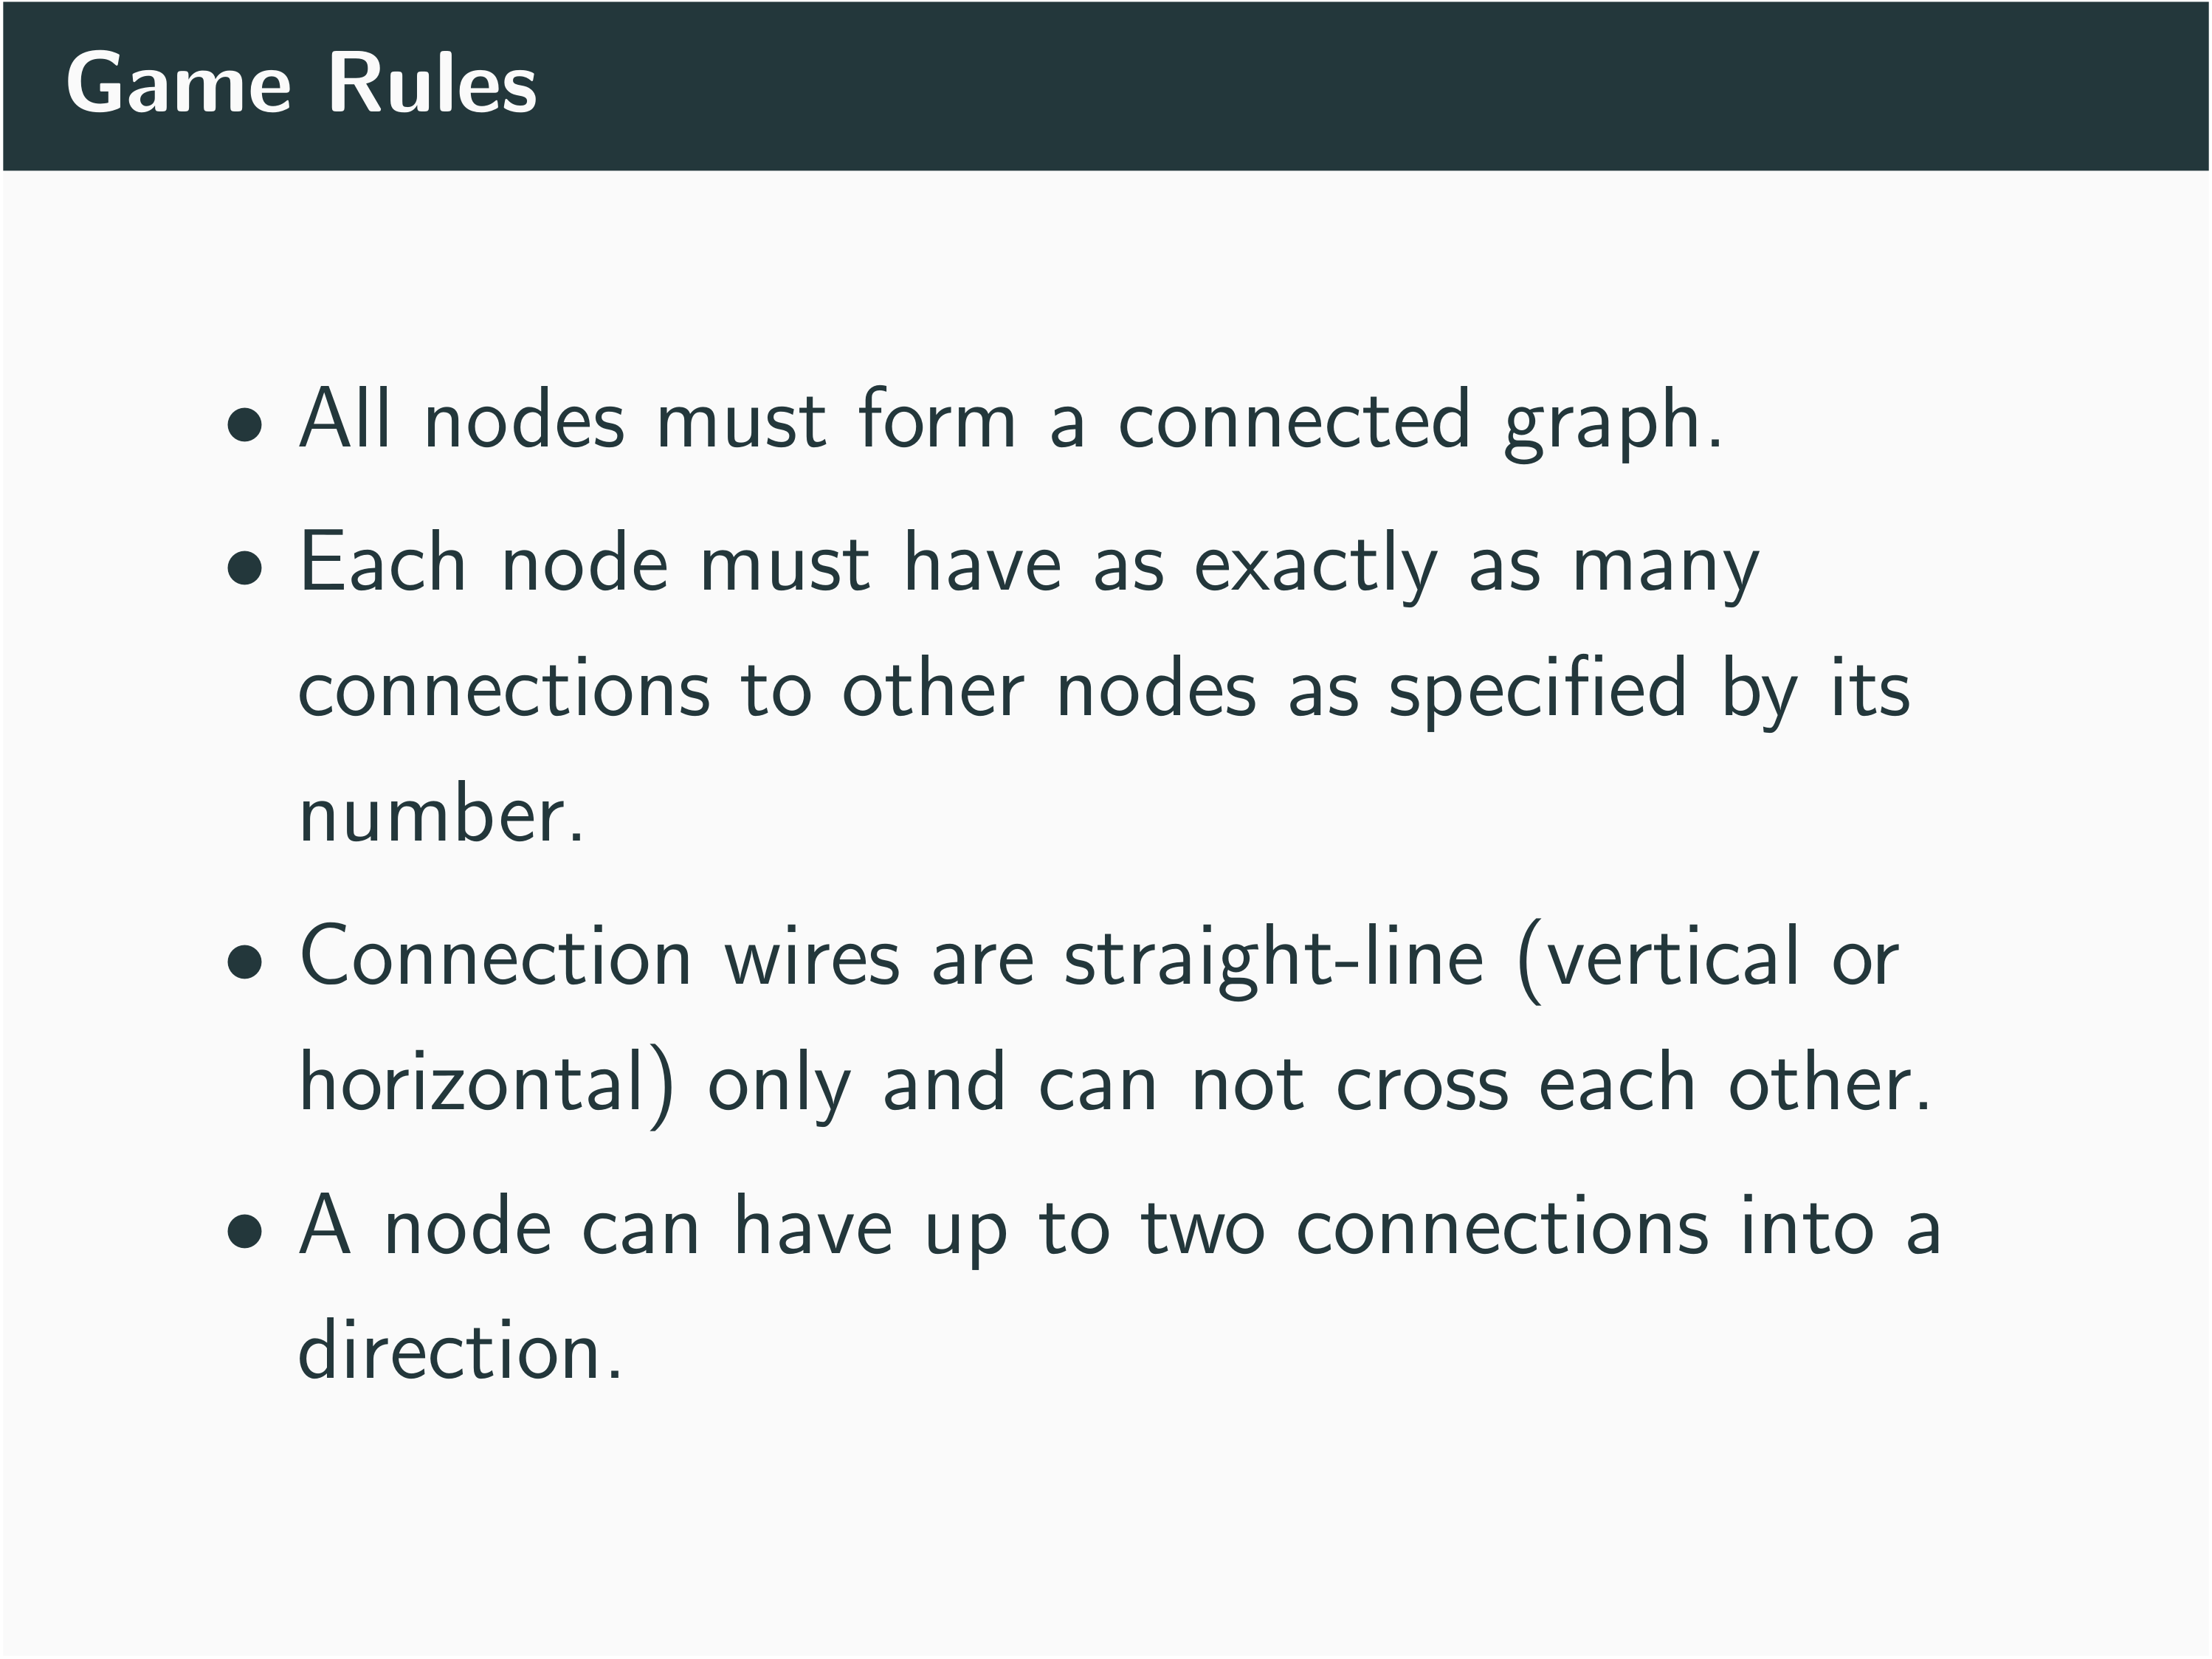 Game Rules
• All nodes must form a connected graph.
• Each node must have as exactly as many
connections to other nodes as specified by its
number.
• Connection wires are straight-line (vertical or
horizontal) only and can not cross each other.
• A node can have up to two connections into a
direction.